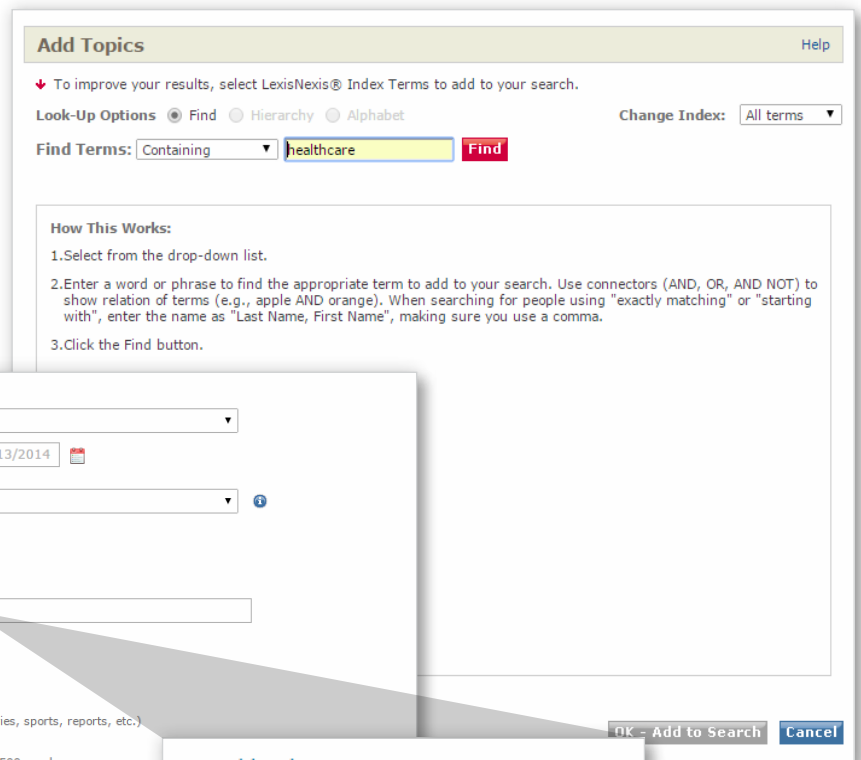 Add Topics Help
To improve your results, select LexisNexis® Index Terms to add to your search.
Look-Up Options Find Hierarchy Alphabet Change Index: All terms
Find Terms: Containing healthcare Find
How This Works:
1.Select from the drop-down list.
2.Enter a word or phrase to find the appropriate term to add to your search. Use connectors (AND, OR, AND NOT) to
show relation of terms (e.g., apple AND orange). When searching for people using "exactly matching" or "starting
with", enter the name as "Last Name, First Name", making sure you use a comma.
3.Click the Find button.
13/2014
ies, sports, reports, etc.)
OK - Add to Search Cancel